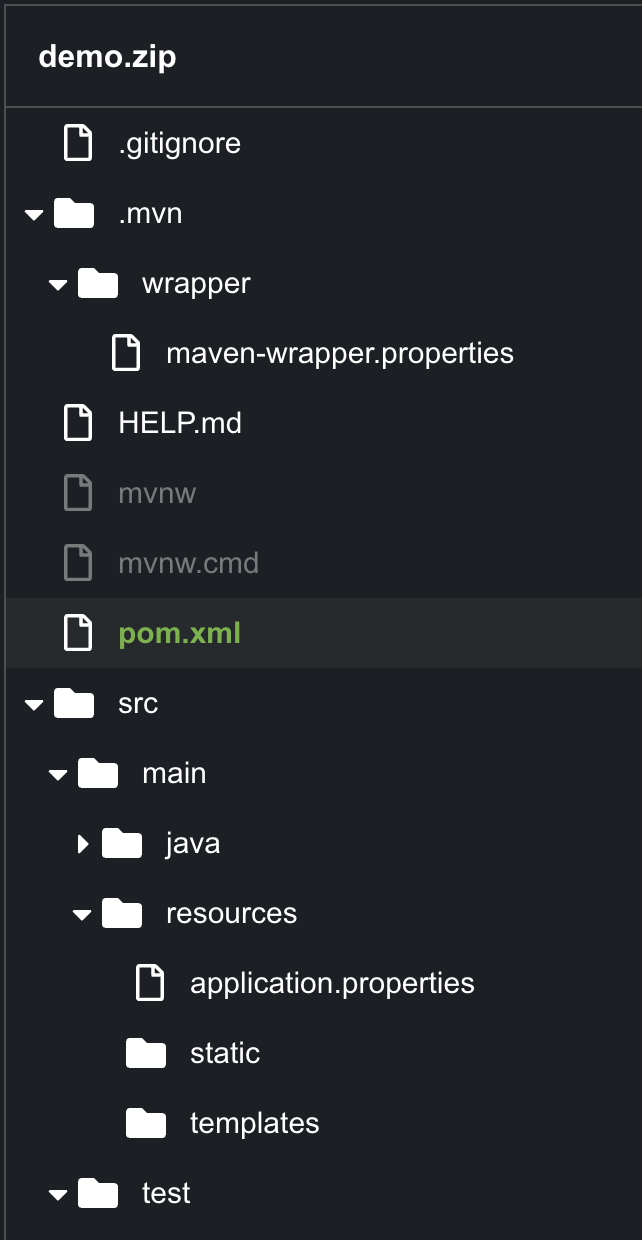 demo.zip
.gitignore
.mvn
wrapper
maven-wrapper.properties
HELP.md
mvnw
mvnw.cmd
pom.xml
src
main
java
resources
application.properties
static
templates
test